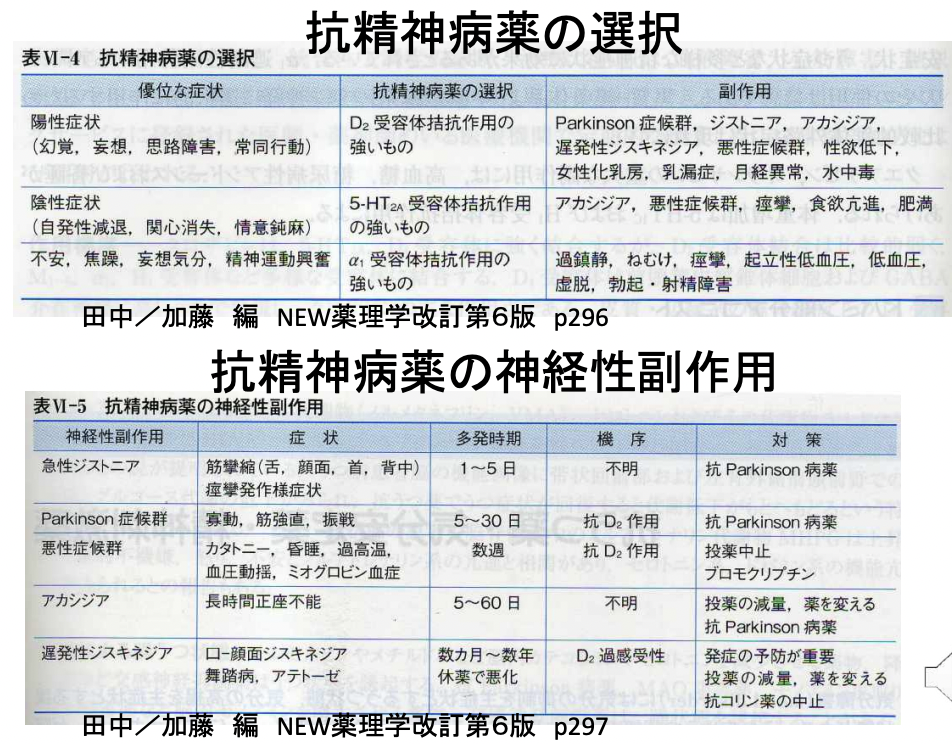 抗精神病薬の選択
表Ⅵ-4 抗精神病薬の選択
優位な症状 抗精神病薬の選択 副作用
陽性症状 D₂ 受容体拮抗作用の Parkinson 症候群，ジストニア，アカシジア，
（幻覚，妄想，思路障害，常同行動） 強いもの 遅発性ジスキネジア，悪性症候群，性欲低下，
女性化乳房，乳漏症，月経異常，水中毒
陰性症状 5-HT₂A 受容体拮抗作用 アカシジア，悪性症候群，痙攣，食欲亢進，肥満
（自発性減退，関心消失，情意鈍麻） の強いもの
不安，焦躁，妄想気分，精神運動興奮 α₁ 受容体拮抗作用の 過鎮静，ねむけ，痙攣，起立性低血圧，低血圧，
強いもの 虚脱，勃起・射精障害
田中／加藤 編 NEW薬理学改訂第６版 p296
抗精神病薬の神経性副作用
表Ⅵ-5 抗精神病薬の神経性副作用
神経性副作用 症 状 多発時期 機 序 対 策
急性ジストニア 筋攣縮（舌，顔面，首，背中） 1〜5 日 不明 抗 Parkinson 病薬
痙攣発作様症状
Parkinson 症候群 寡動，筋強直，振戦 5〜30 日 抗 D₂ 作用 抗 Parkinson 病薬
悪性症候群 カタトニー，昏睡，過高温， 数週 抗 D₂ 作用 投薬中止
血圧動揺，ミオグロビン血症 ブロモクリプチン
アカシジア 長時間正座不能 5〜60 日 不明 投薬の減量，薬を変える
抗 Parkinson 病薬
遅発性ジスキネジア 口-顔面ジスキネジア 数カ月〜数年 D₂ 過感受性 発症の予防が重要
舞踏病，アテトーゼ 休薬で悪化 投薬の減量，薬を変える
抗コリン薬の中止
田中／加藤 編 NEW薬理学改訂第６版 p297